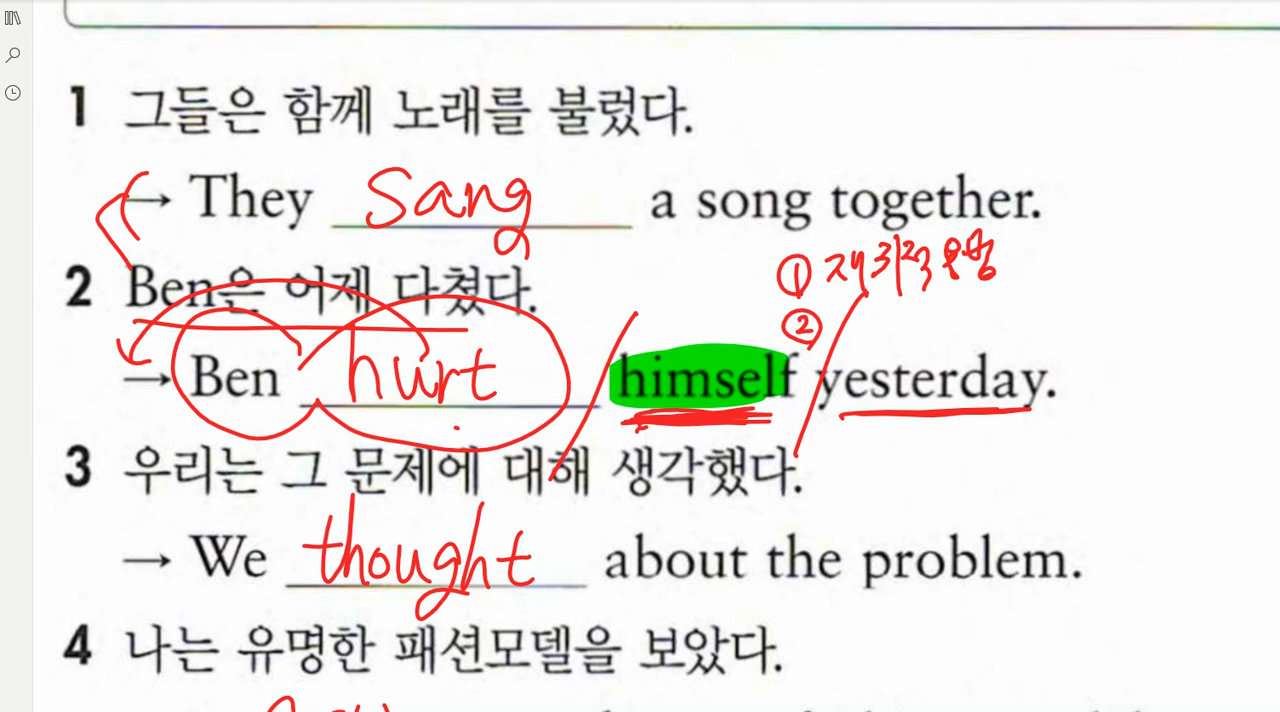 1 그들은 함께 노래를 불렀다.
→ They sang a song together.
2 Ben은 어제 다쳤다.
① 재귀적 용법
②
→ Ben hurt himself yesterday.
3 우리는 그 문제에 대해 생각했다.
→ We thought about the problem.
4 나는 유명한 패션모델을 보았다.